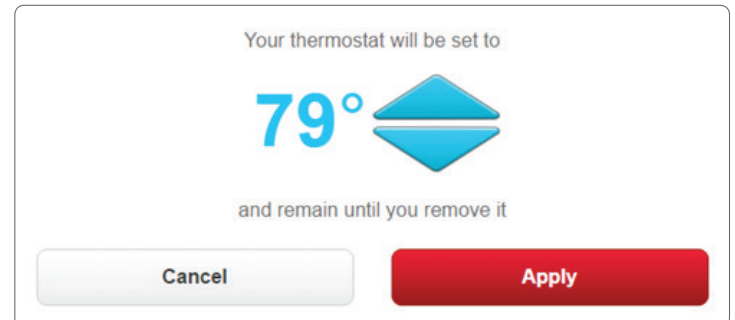 Your thermostat will be set to
79°
and remain until you remove it
Cancel Apply